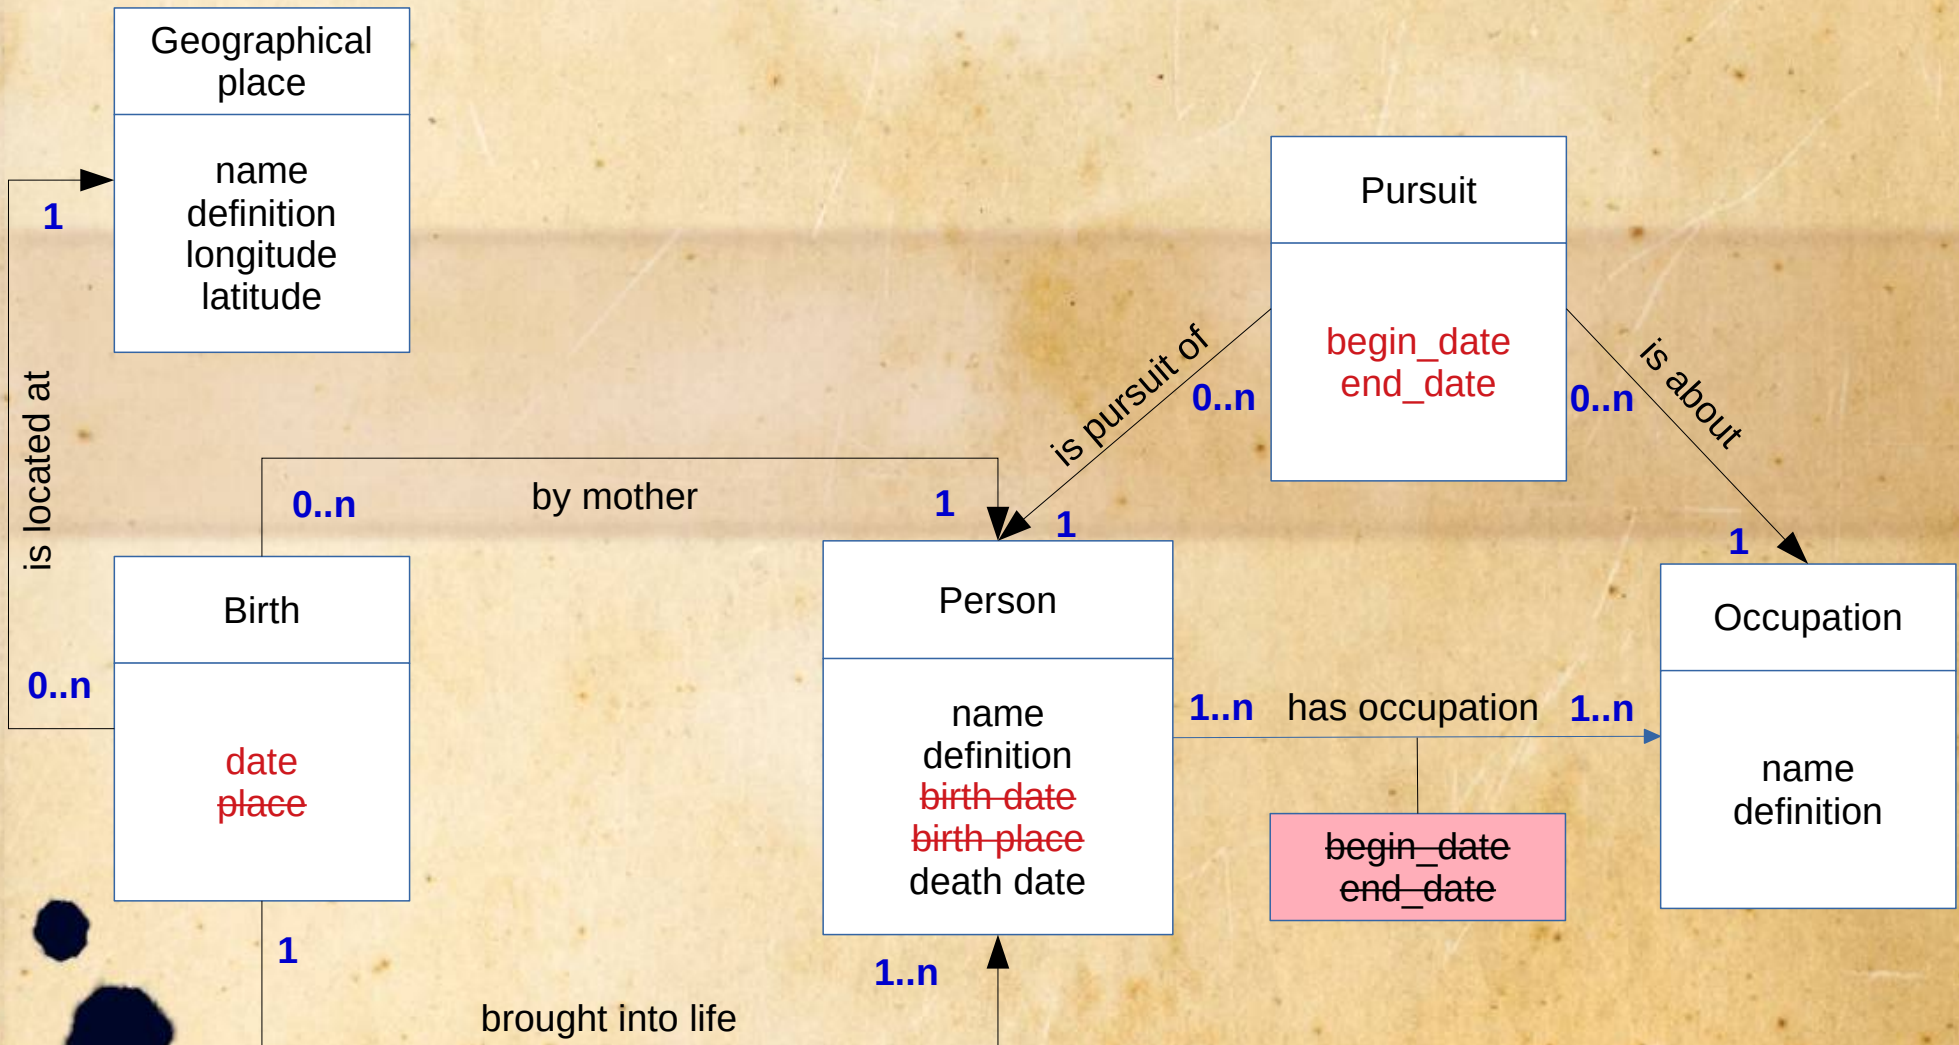 Geographical
place
name
definition
longitude
latitude
1
is located at
0..n
Pursuit
begin_date
end_date
is pursuit of
0..n
1
0..n
is about
1
0..n
by mother
1
Birth
date
place
1
brought into life
1..n
Person
name
definition
birth date
birth place
death date
1..n
has occupation
1..n
begin_date
end_date
Occupation
name
definition